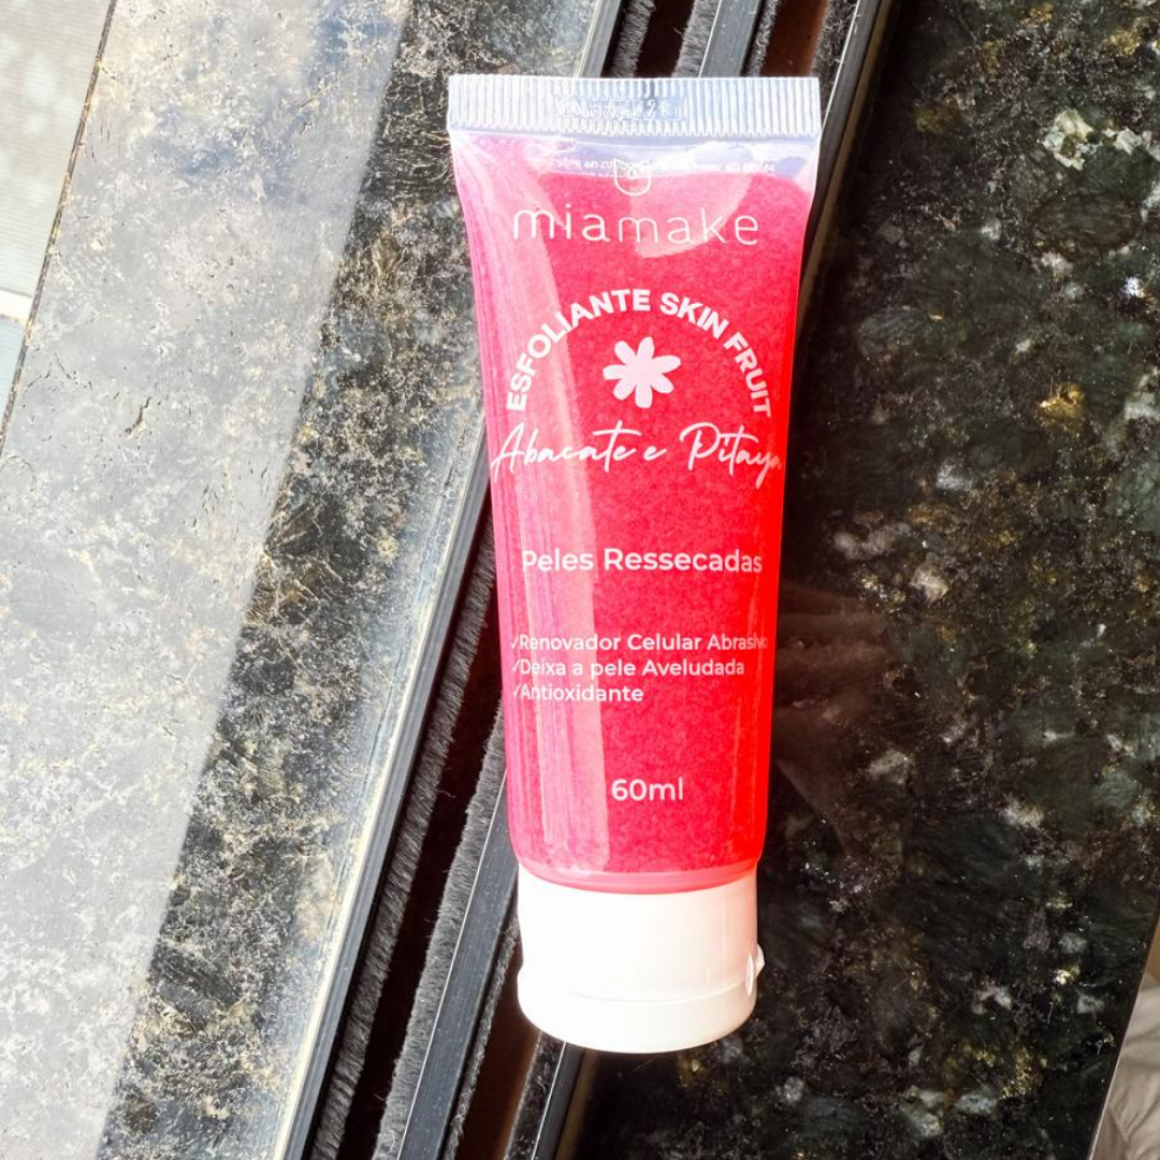 miamake
ESFOLIANTE SKIN FRUIT
Abacate e Pitaya
Peles Ressecadas
✓Renovador Celular Abrasivo
✓Deixa a pele Aveludada
✓Antioxidante
60ml